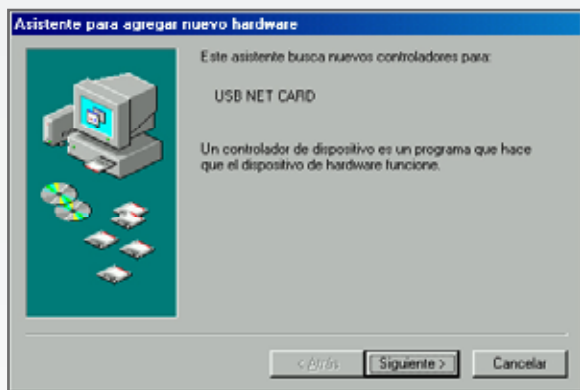 Asistente para agregar nuevo hardware
Este asistente busca nuevos controladores para:
USB NET CARD
Un controlador de dispositivo es un programa que hace
que el dispositivo de hardware funcione.
< Atrás
Siguiente >
Cancelar